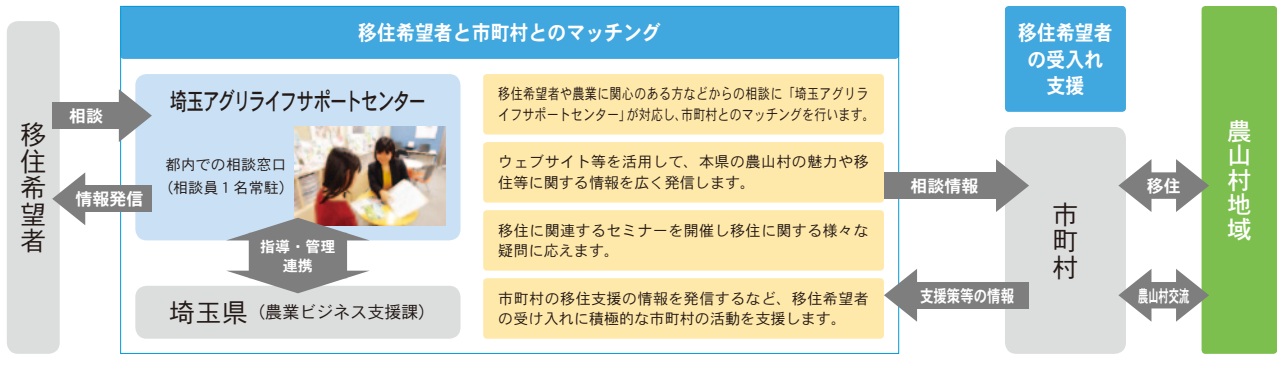 移住希望者
相談
情報発信
移住希望者と市町村とのマッチング
埼玉アグリライフサポートセンター
都内での相談窓口
（相談員１名常駐）
指導・管理
連携
埼玉県（農業ビジネス支援課）
移住希望者や農業に関心のある方などからの相談に「埼玉アグリラ
イフサポートセンター」が対応し、市町村とのマッチングを行います。
ウェブサイト等を活用して、本県の農山村の魅力や移
住等に関する情報を広く発信します。
移住に関連するセミナーを開催し移住に関する様々な
疑問に応えます。
市町村の移住支援の情報を発信するなど、移住希望者
の受け入れに積極的な市町村の活動を支援します。
相談情報
支援策等の情報
移住希望者
の受入れ
支援
市町村
移住
農山村交流
農山村地域